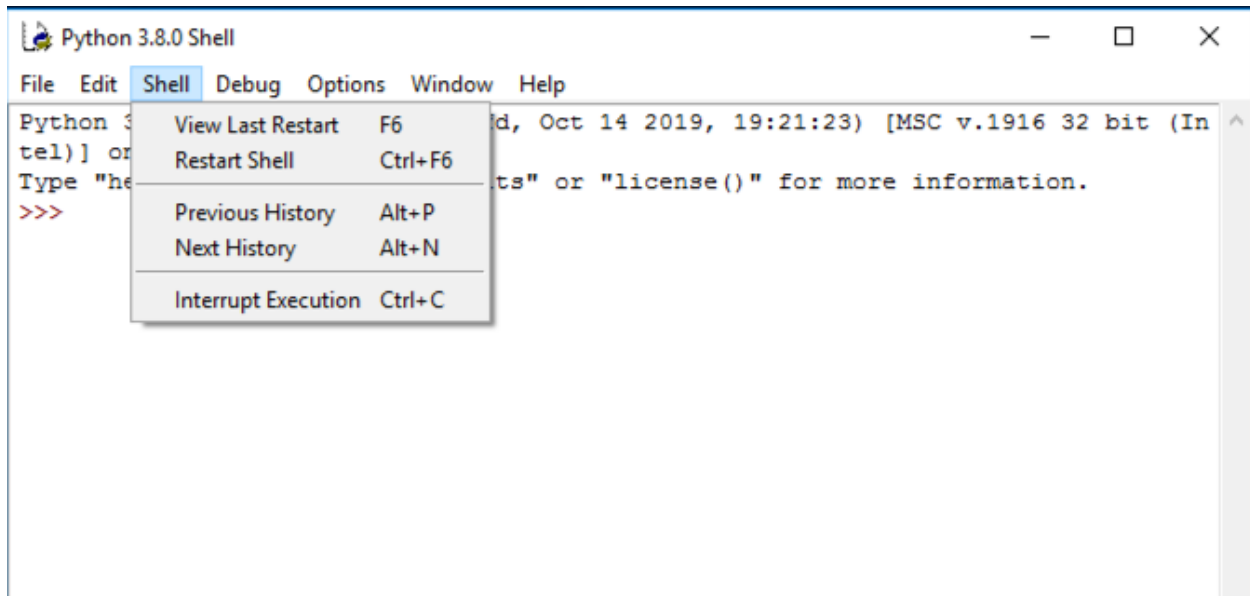 Python 3.8.0 Shell
File Edit Shell Debug Options Window Help
Python d, Oct 14 2019, 19:21:23) [MSC v.1916 32 bit (In
tel)] on
Type "he ts" or "license()" for more information.
>>>
View Last Restart F6
Restart Shell Ctrl+F6
Previous History Alt+P
Next History Alt+N
Interrupt Execution Ctrl+C